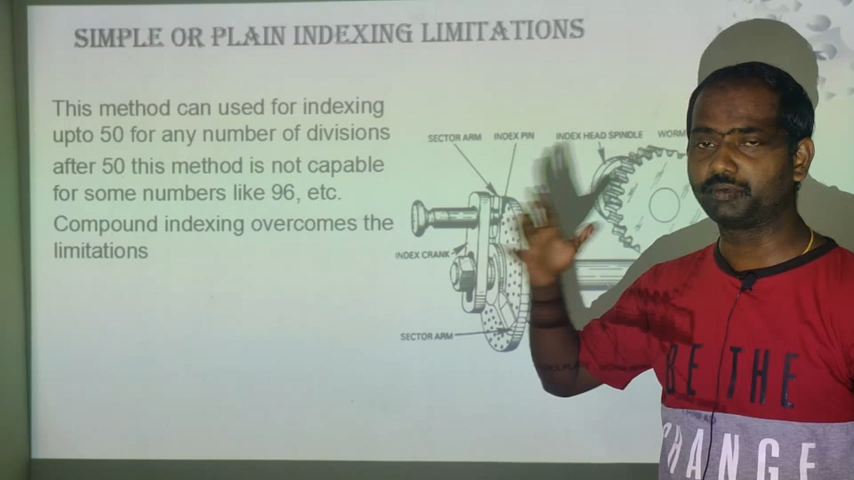 SIMPLE OR PLAIN INDEXING LIMITATIONS
This method can used for indexing
upto 50 for any number of divisions
after 50 this method is not capable
for some numbers like 96, etc.
Compound indexing overcomes the
limitations
SECTOR ARM
INDEX PIN
INDEX HEAD SPINDLE
WORM
INDEX CRANK
SECTOR ARM
BE THE
CHANGE